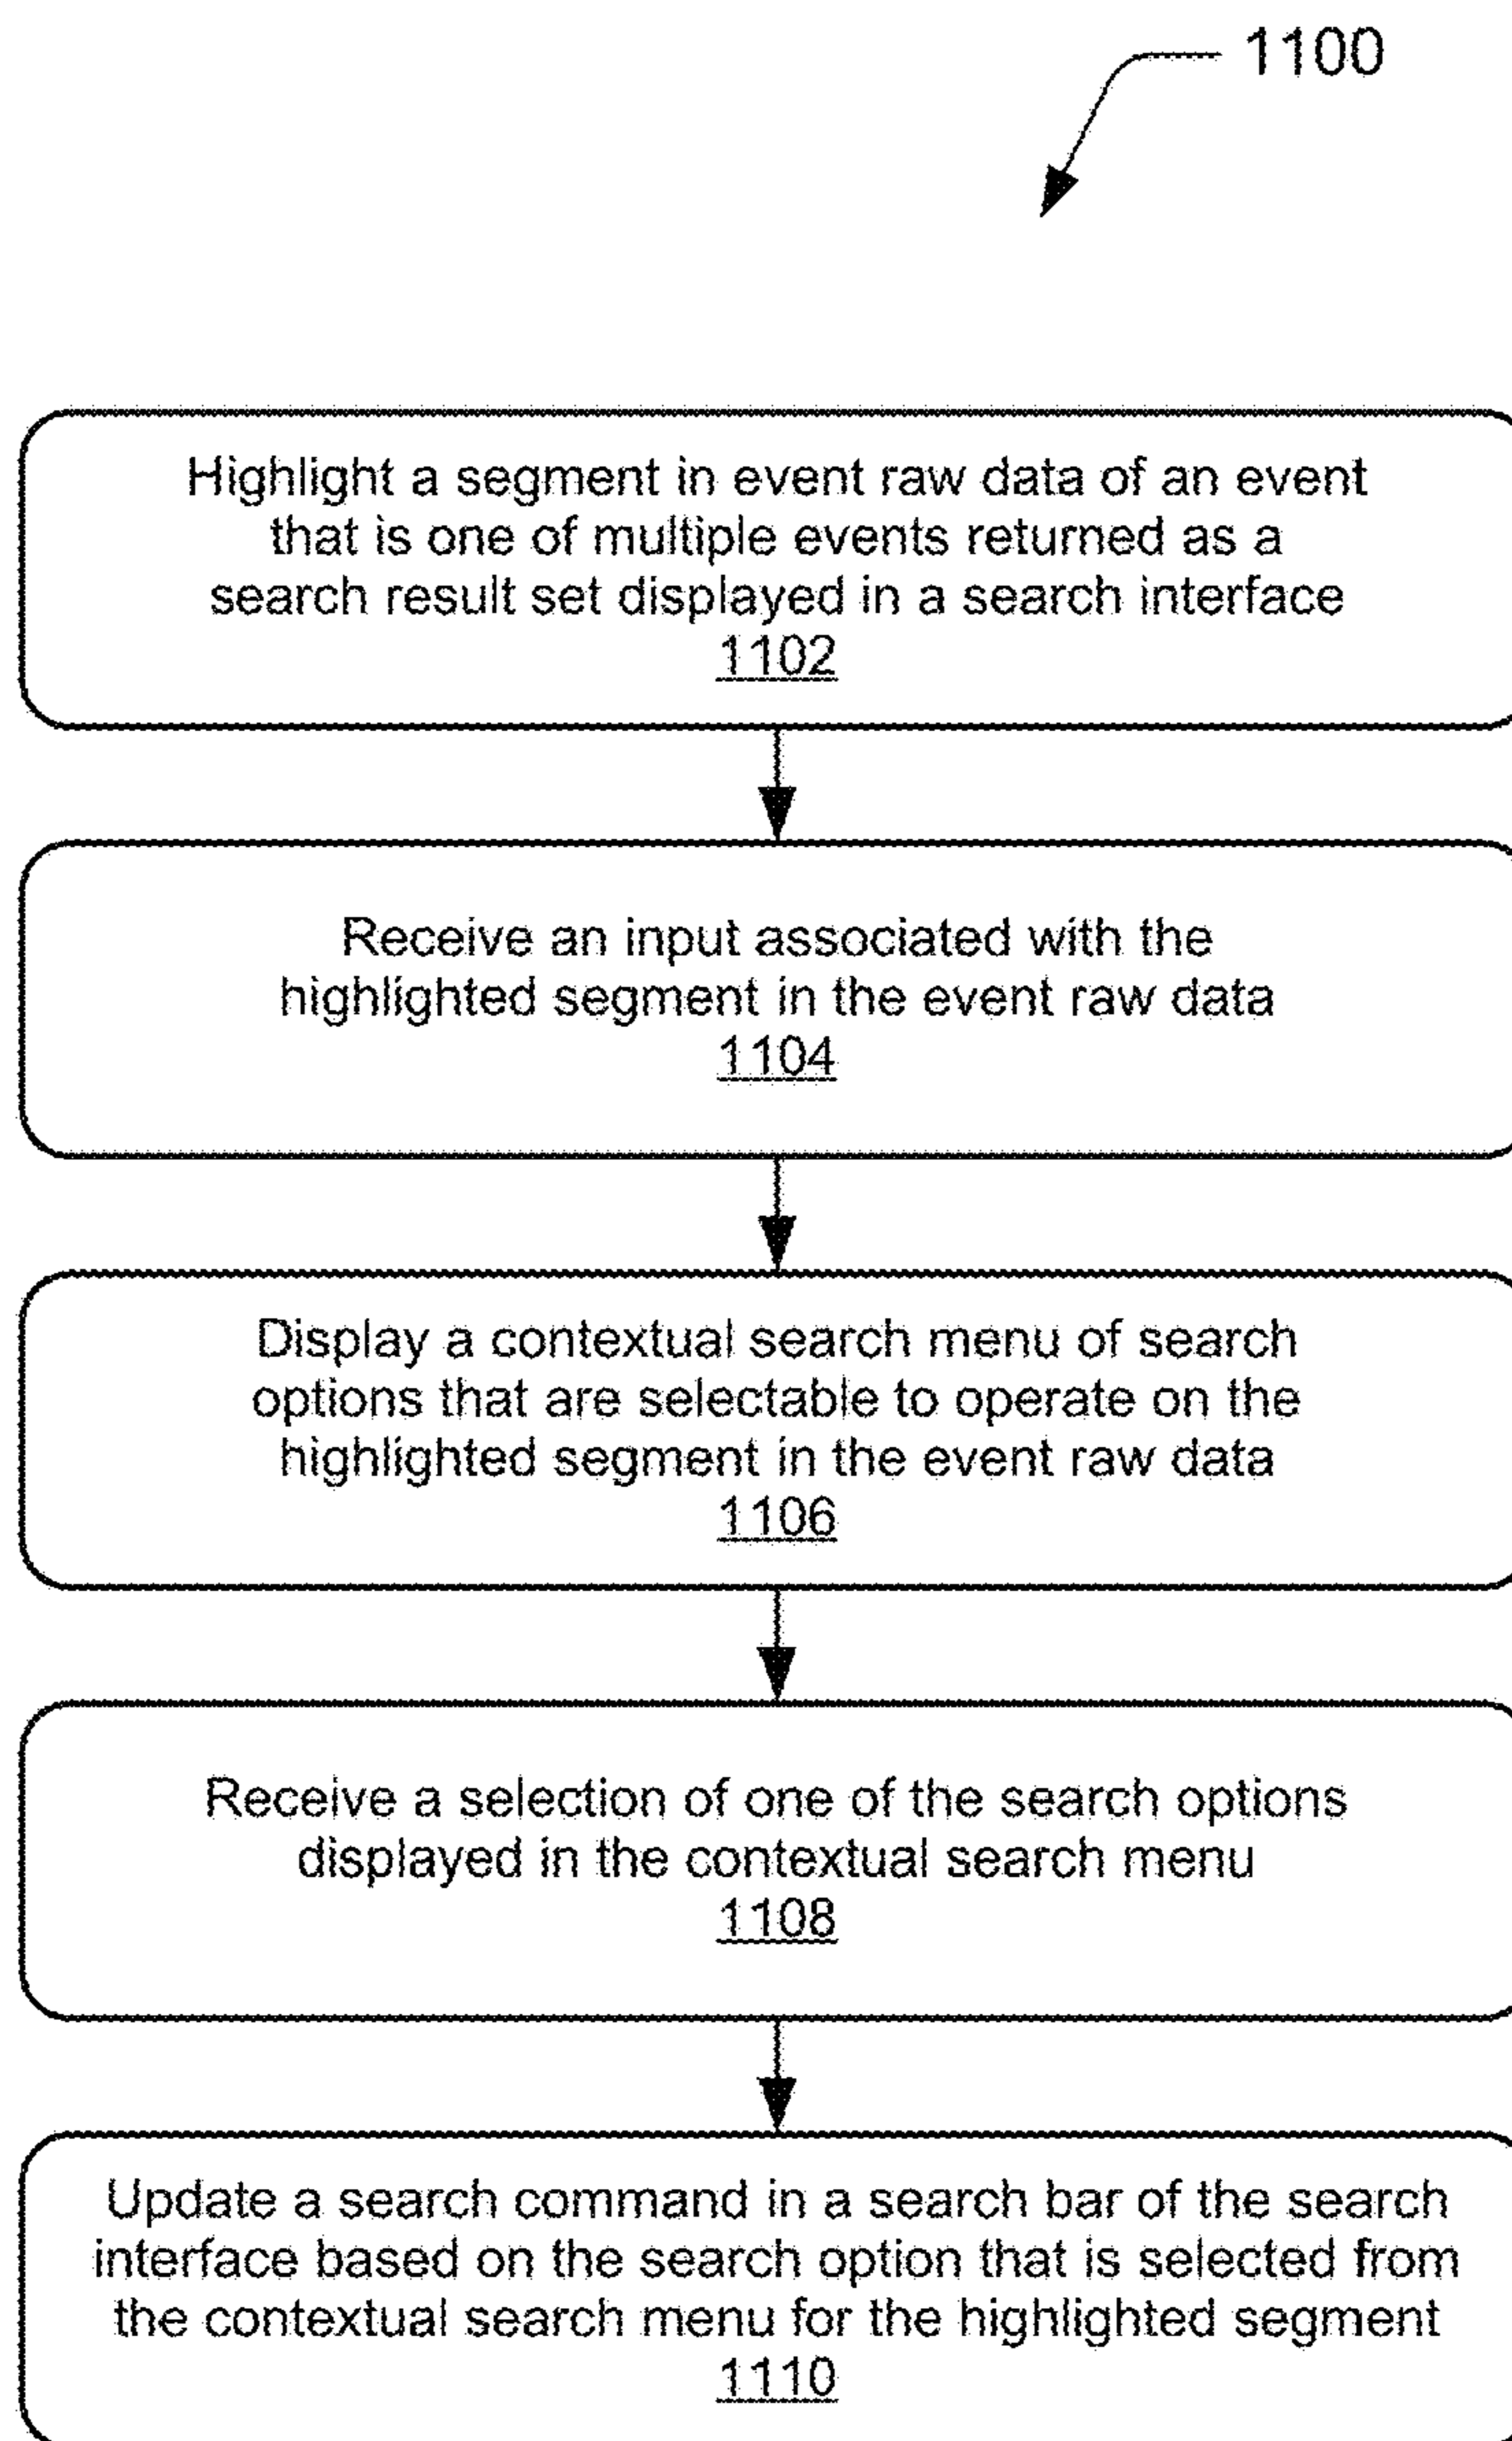 1100
Highlight a segment in event raw data of an event
that is one of multiple events returned as a
search result set displayed in a search interface
1102
Receive an input associated with the
highlighted segment in the event raw data
1104
Display a contextual search menu of search
options that are selectable to operate on the
highlighted segment in the event raw data
1106
Receive a selection of one of the search options
displayed in the contextual search menu
1108
Update a search command in a search bar of the search
interface based on the search option that is selected from
the contextual search menu for the highlighted segment
1110